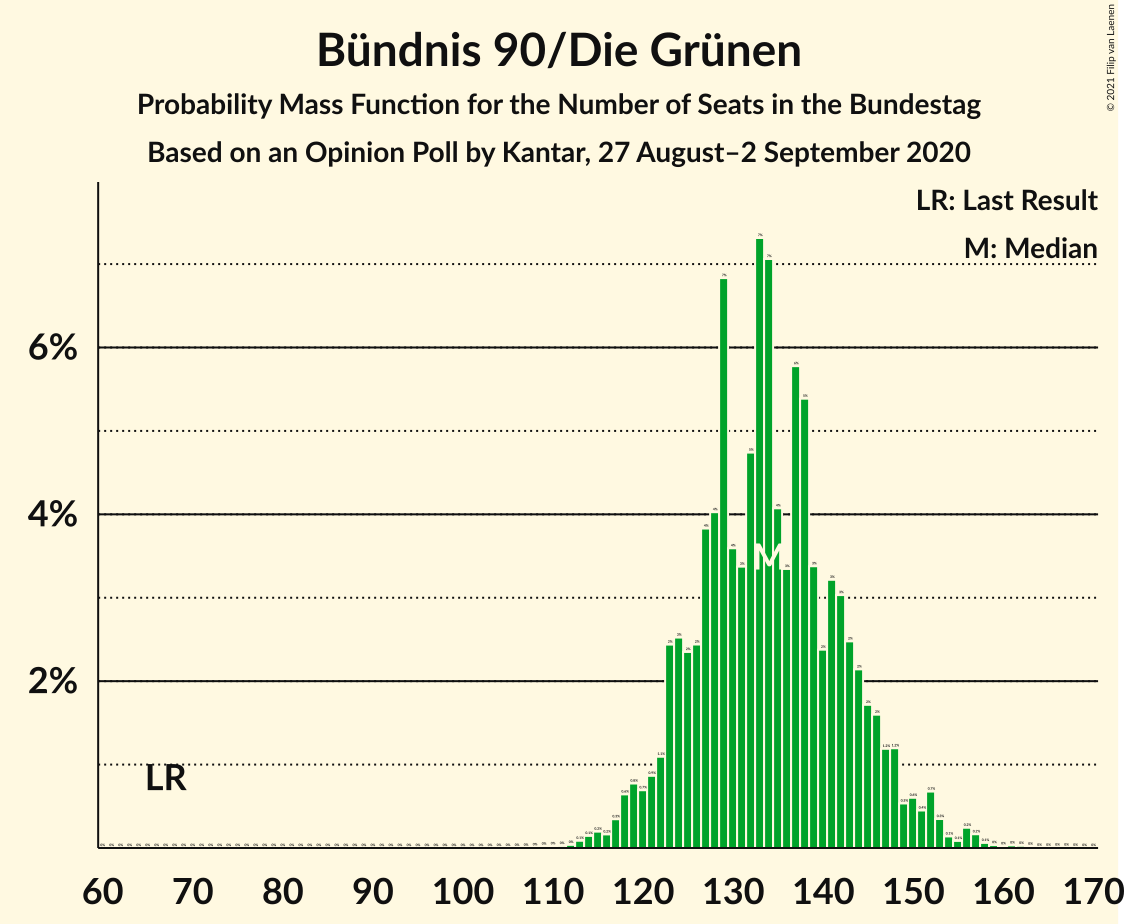 Bündnis 90/Die Grünen
Probability Mass Function for the Number of Seats in the Bundestag
Based on an Opinion Poll by Kantar, 27 August–2 September 2020
© 2021 Filip van Laenen
LR: Last Result
M: Median
6%
4%
2%
LR
M
60 70 80 90 100 110 120 130 140 150 160 170